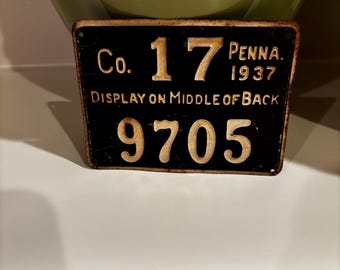 Co. 17 PENNA. 1937
DISPLAY ON MIDDLE OF BACK
9705